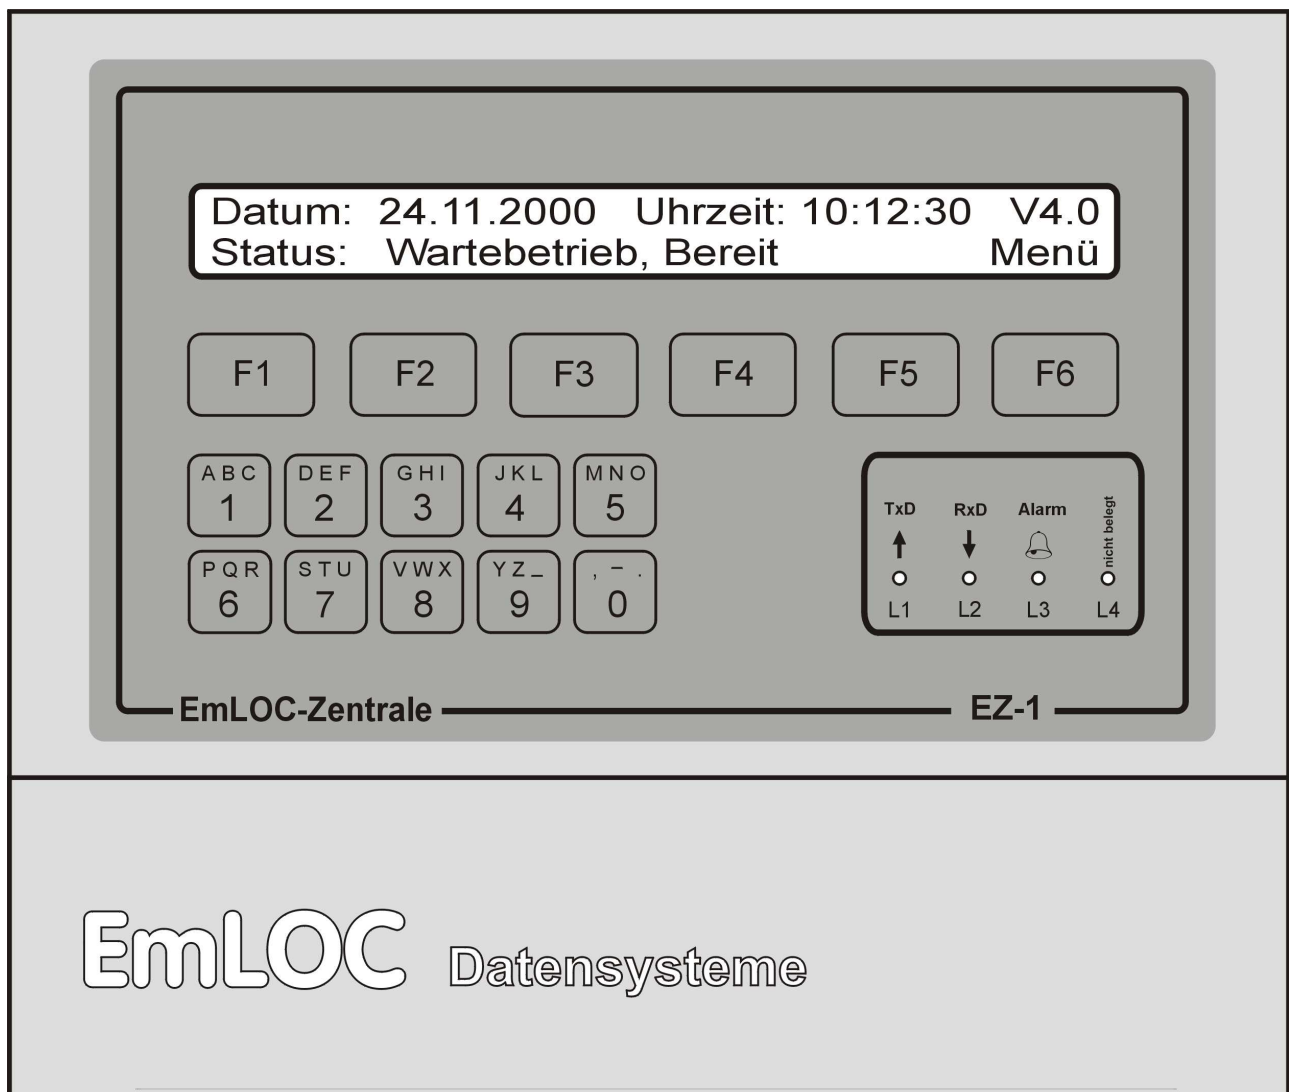 Datum: 24.11.2000 Uhrzeit: 10:12:30 V4.0
Status: Wartebetrieb, Bereit Menü
F1 F2 F3 F4 F5 F6
ABC DEF GHI JKL MNO
1 2 3 4 5
PQR STU VWX YZ_ , – .
6 7 8 9 0
TxD RxD Alarm nicht belegt
L1 L2 L3 L4
EmLOC-Zentrale EZ-1
EmLOC Datensysteme